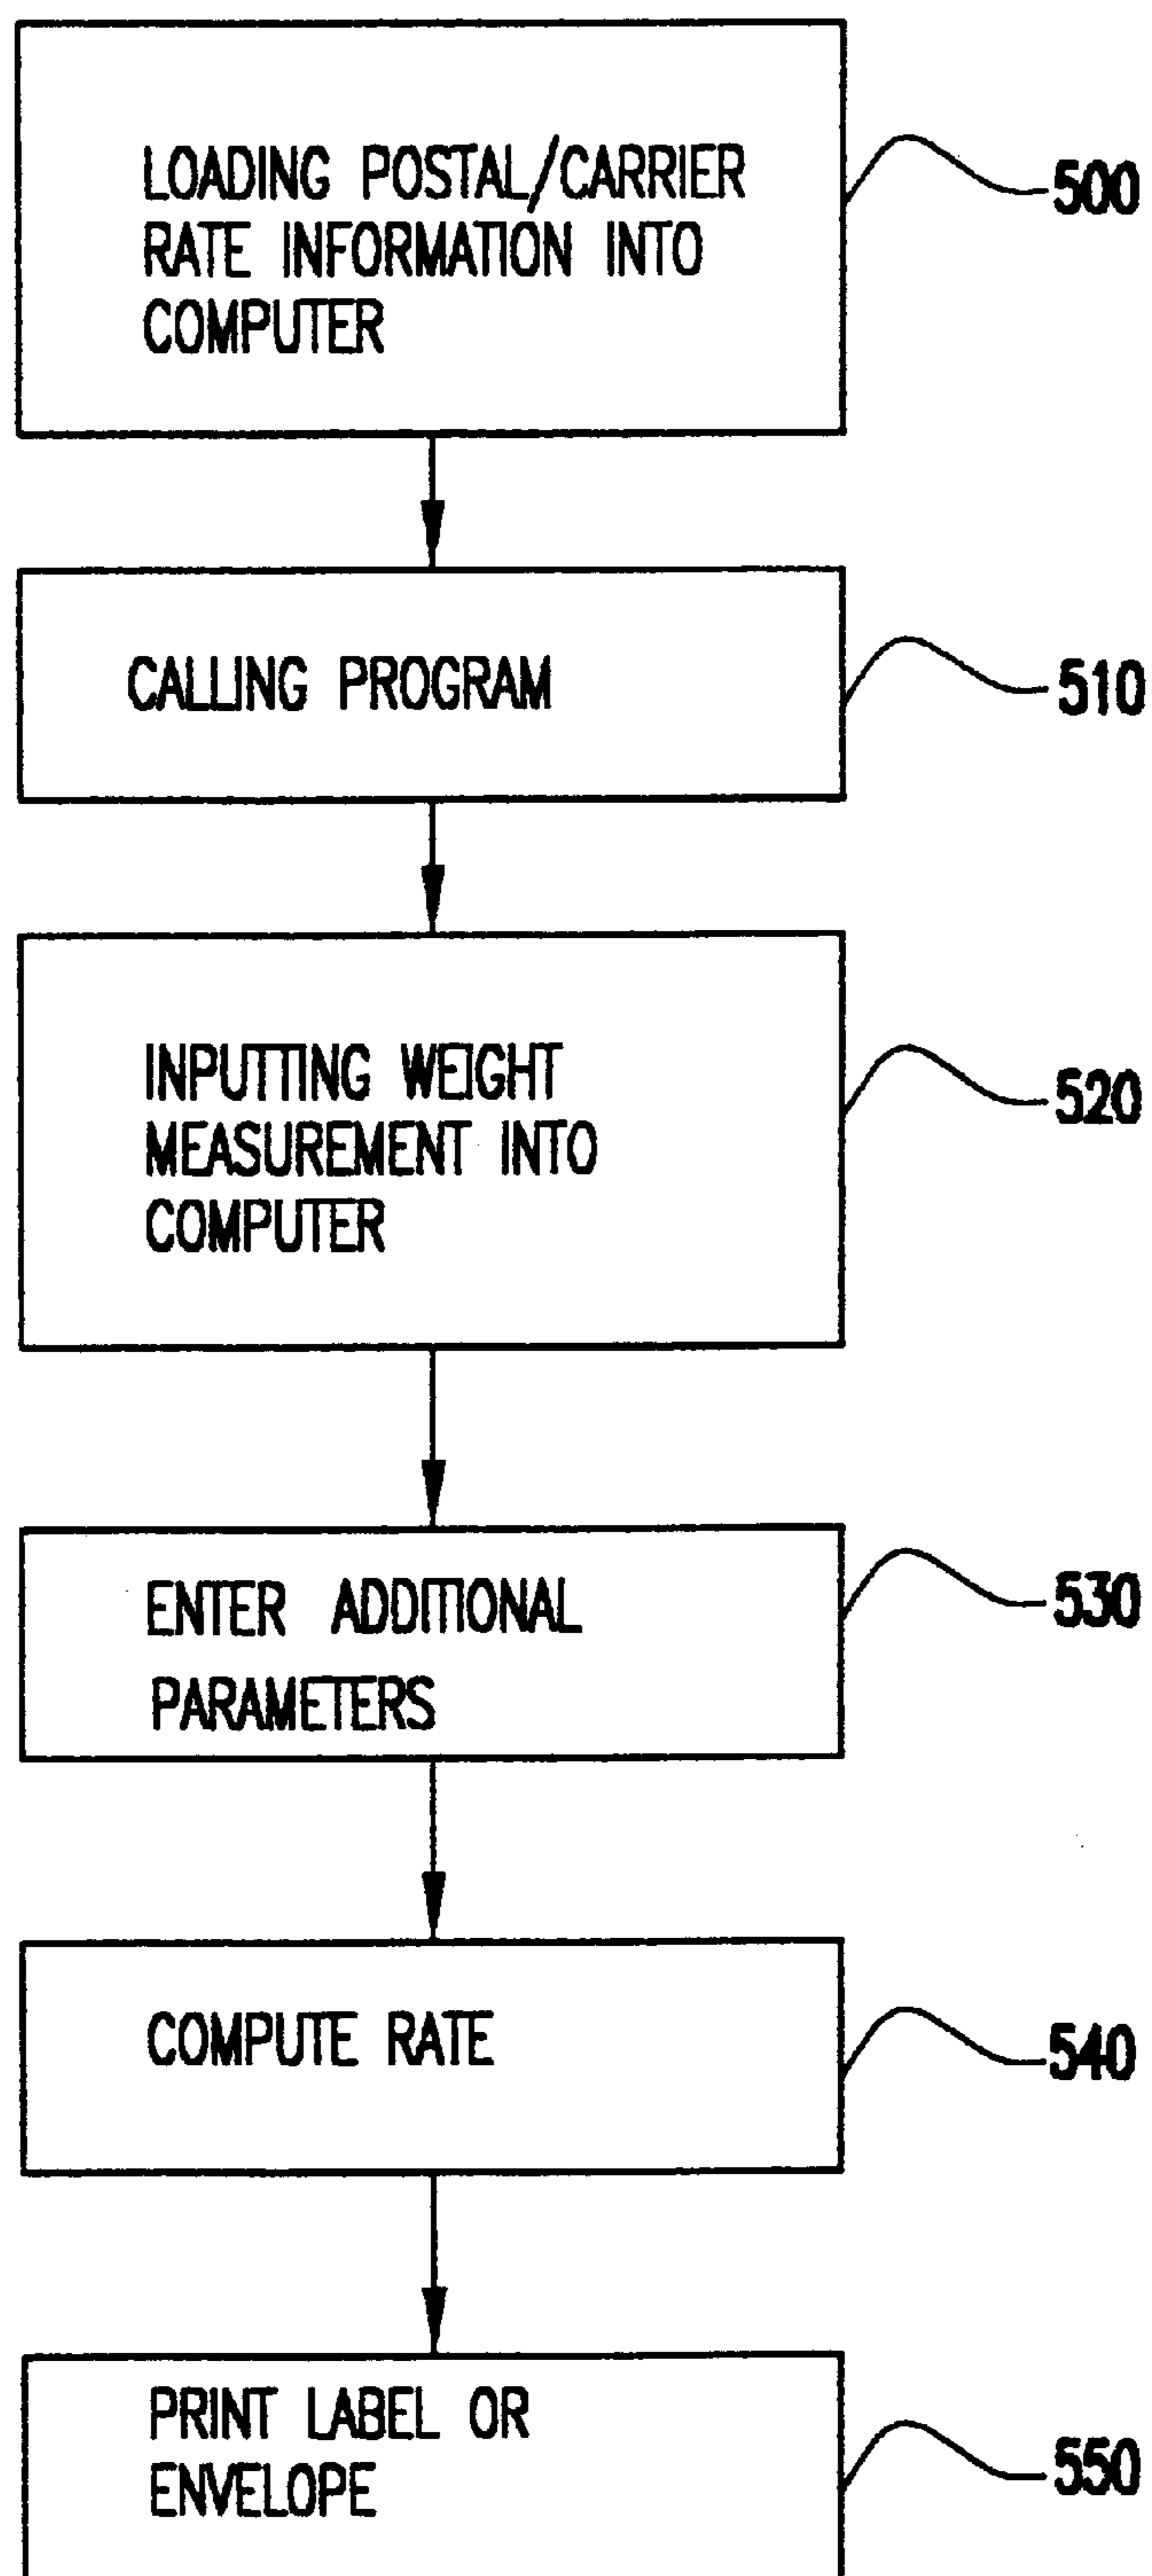 LOADING POSTAL/CARRIER
RATE INFORMATION INTO
COMPUTER
500
CALLING PROGRAM
510
INPUTTING WEIGHT
MEASUREMENT INTO
COMPUTER
520
ENTER ADDITIONAL
PARAMETERS
530
COMPUTE RATE
540
PRINT LABEL OR
ENVELOPE
550